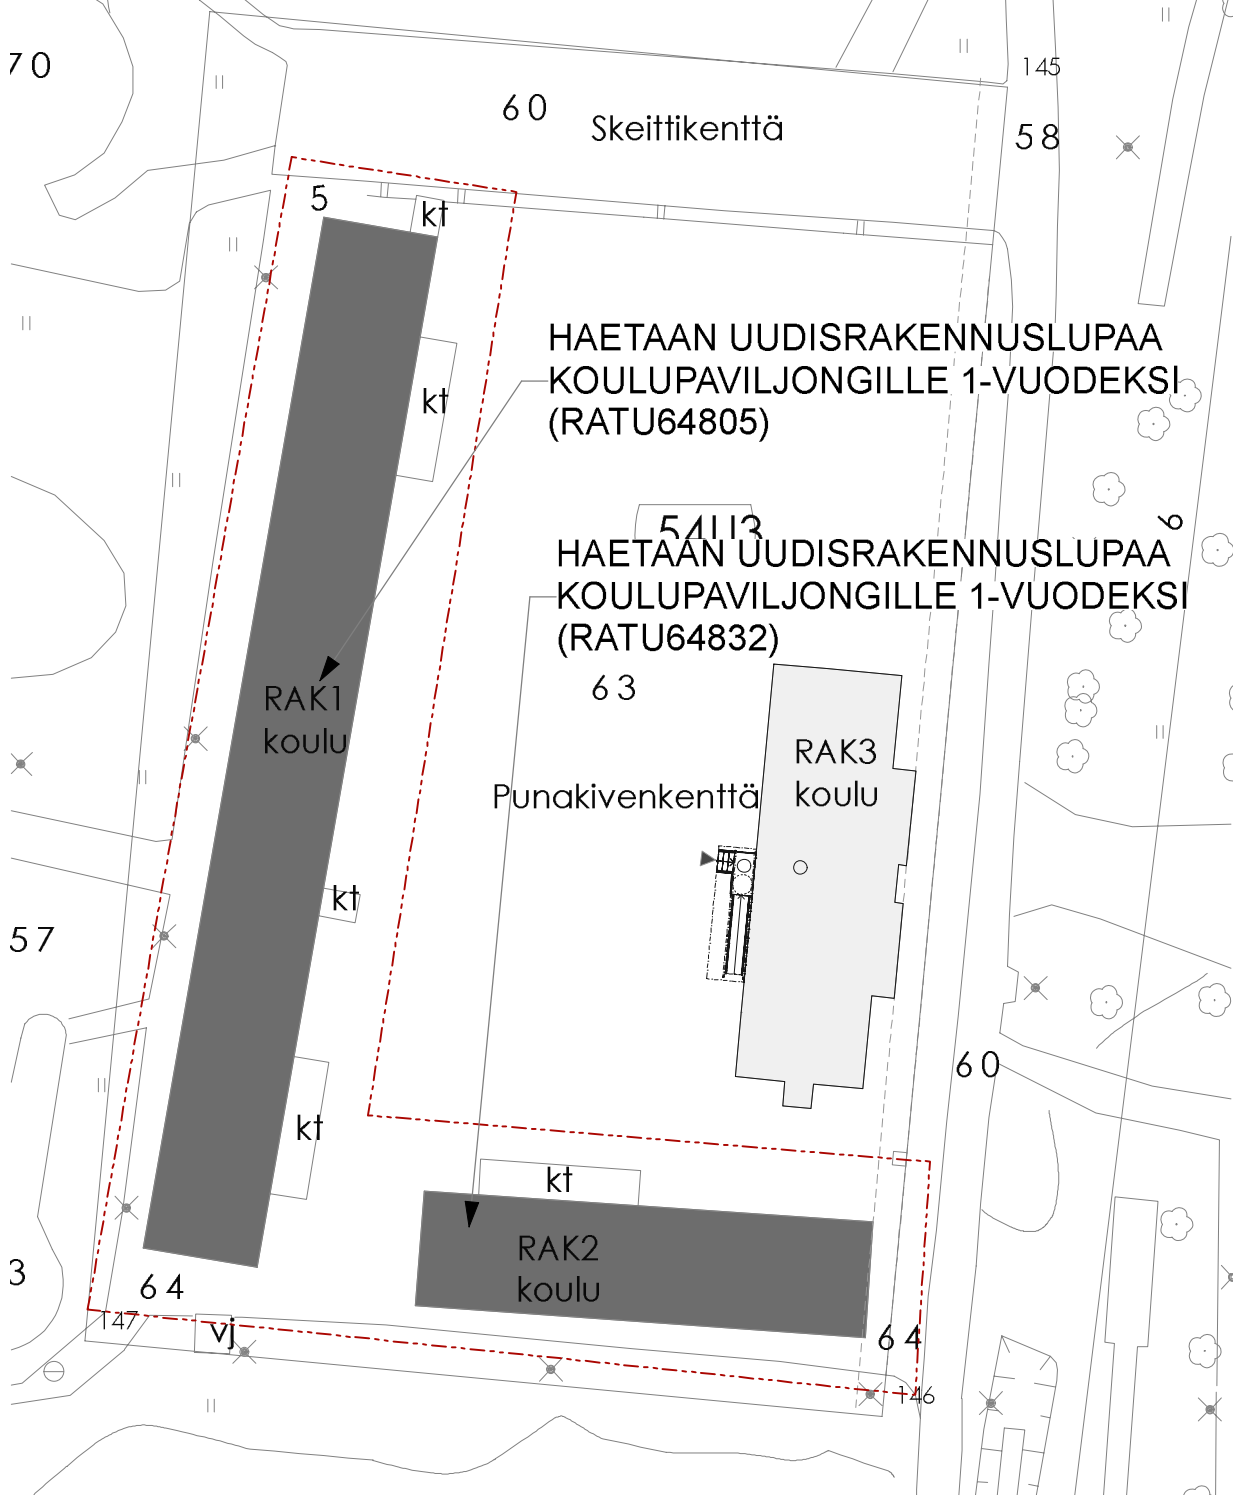 70
60
Skeittikenttä
145
58
5
kt
HAETAAN UUDISRAKENNUSLUPAA
KOULUPAVILJONGILLE 1-VUODEKSI
(RATU64805)
kt
54U3
9
HAETAAN UUDISRAKENNUSLUPAA
KOULUPAVILJONGILLE 1-VUODEKSI
(RATU64832)
63
RAK1
koulu
RAK3
koulu
Punakivenkenttä
kt
57
60
kt
kt
RAK2
koulu
3
64
147
vj
64
146